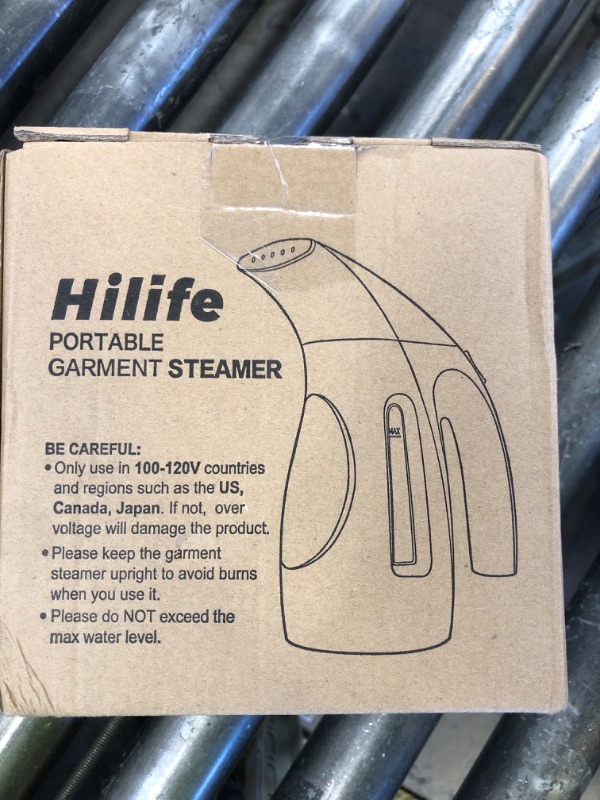 Hilife
PORTABLE
GARMENT STEAMER
BE CAREFUL:
• Only use in 100-120V countries
and regions such as the US,
Canada, Japan. If not, over
voltage will damage the product.
• Please keep the garment
steamer upright to avoid burns
when you use it.
• Please do NOT exceed the
max water level.
MAX